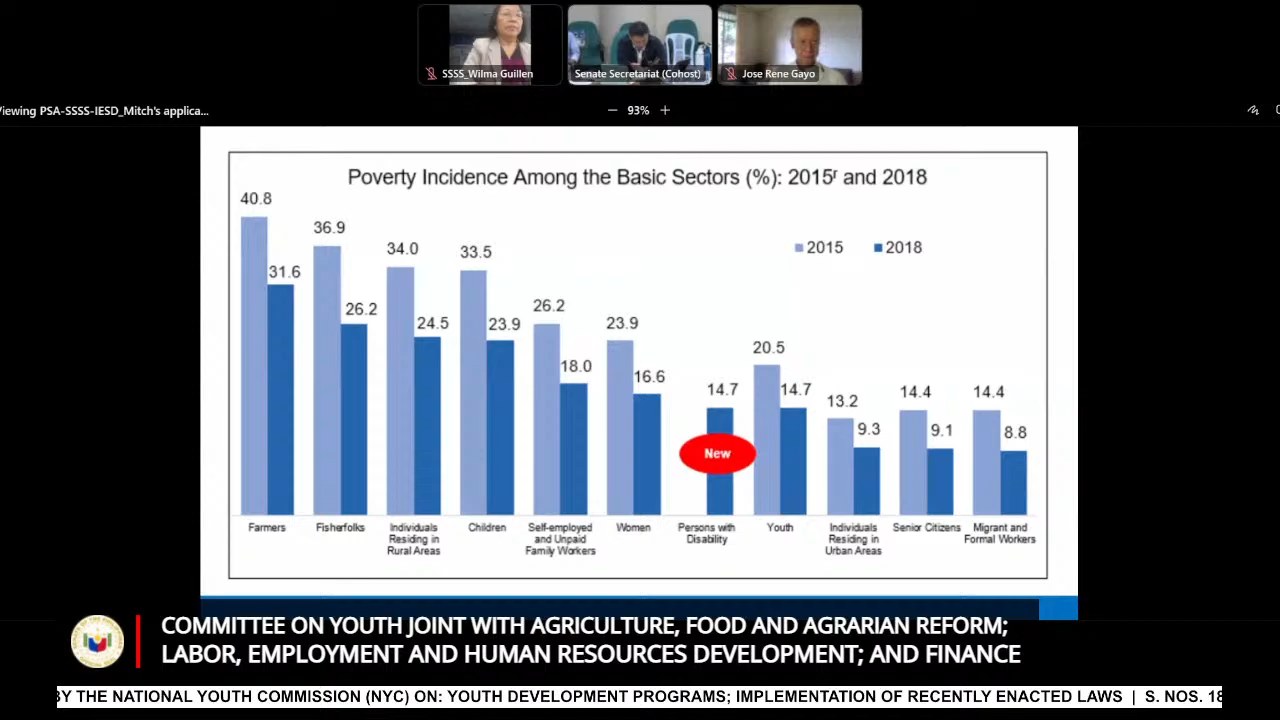 SSSS_Wilma Guillen
Senate Secretariat (Cohost)
Jose Rene Gayo
Viewing PSA-SSSS-IESD_Mitch's applica...
93%
Poverty Incidence Among the Basic Sectors (%): 2015ʳ and 2018
2015
2018
40.8
31.6
36.9
26.2
34.0
24.5
33.5
23.9
26.2
18.0
23.9
16.6
14.7
New
20.5
14.7
13.2
9.3
14.4
9.1
14.4
8.8
Farmers
Fisherfolks
Individuals
Residing in
Rural Areas
Children
Self-employed
and Unpaid
Family Workers
Women
Persons with
Disability
Youth
Individuals
Residing in
Urban Areas
Senior Citizens
Migrant and
Formal Workers
COMMITTEE ON YOUTH JOINT WITH AGRICULTURE, FOOD AND AGRARIAN REFORM;
LABOR, EMPLOYMENT AND HUMAN RESOURCES DEVELOPMENT; AND FINANCE
BY THE NATIONAL YOUTH COMMISSION (NYC) ON: YOUTH DEVELOPMENT PROGRAMS; IMPLEMENTATION OF RECENTLY ENACTED LAWS | S. NOS. 18